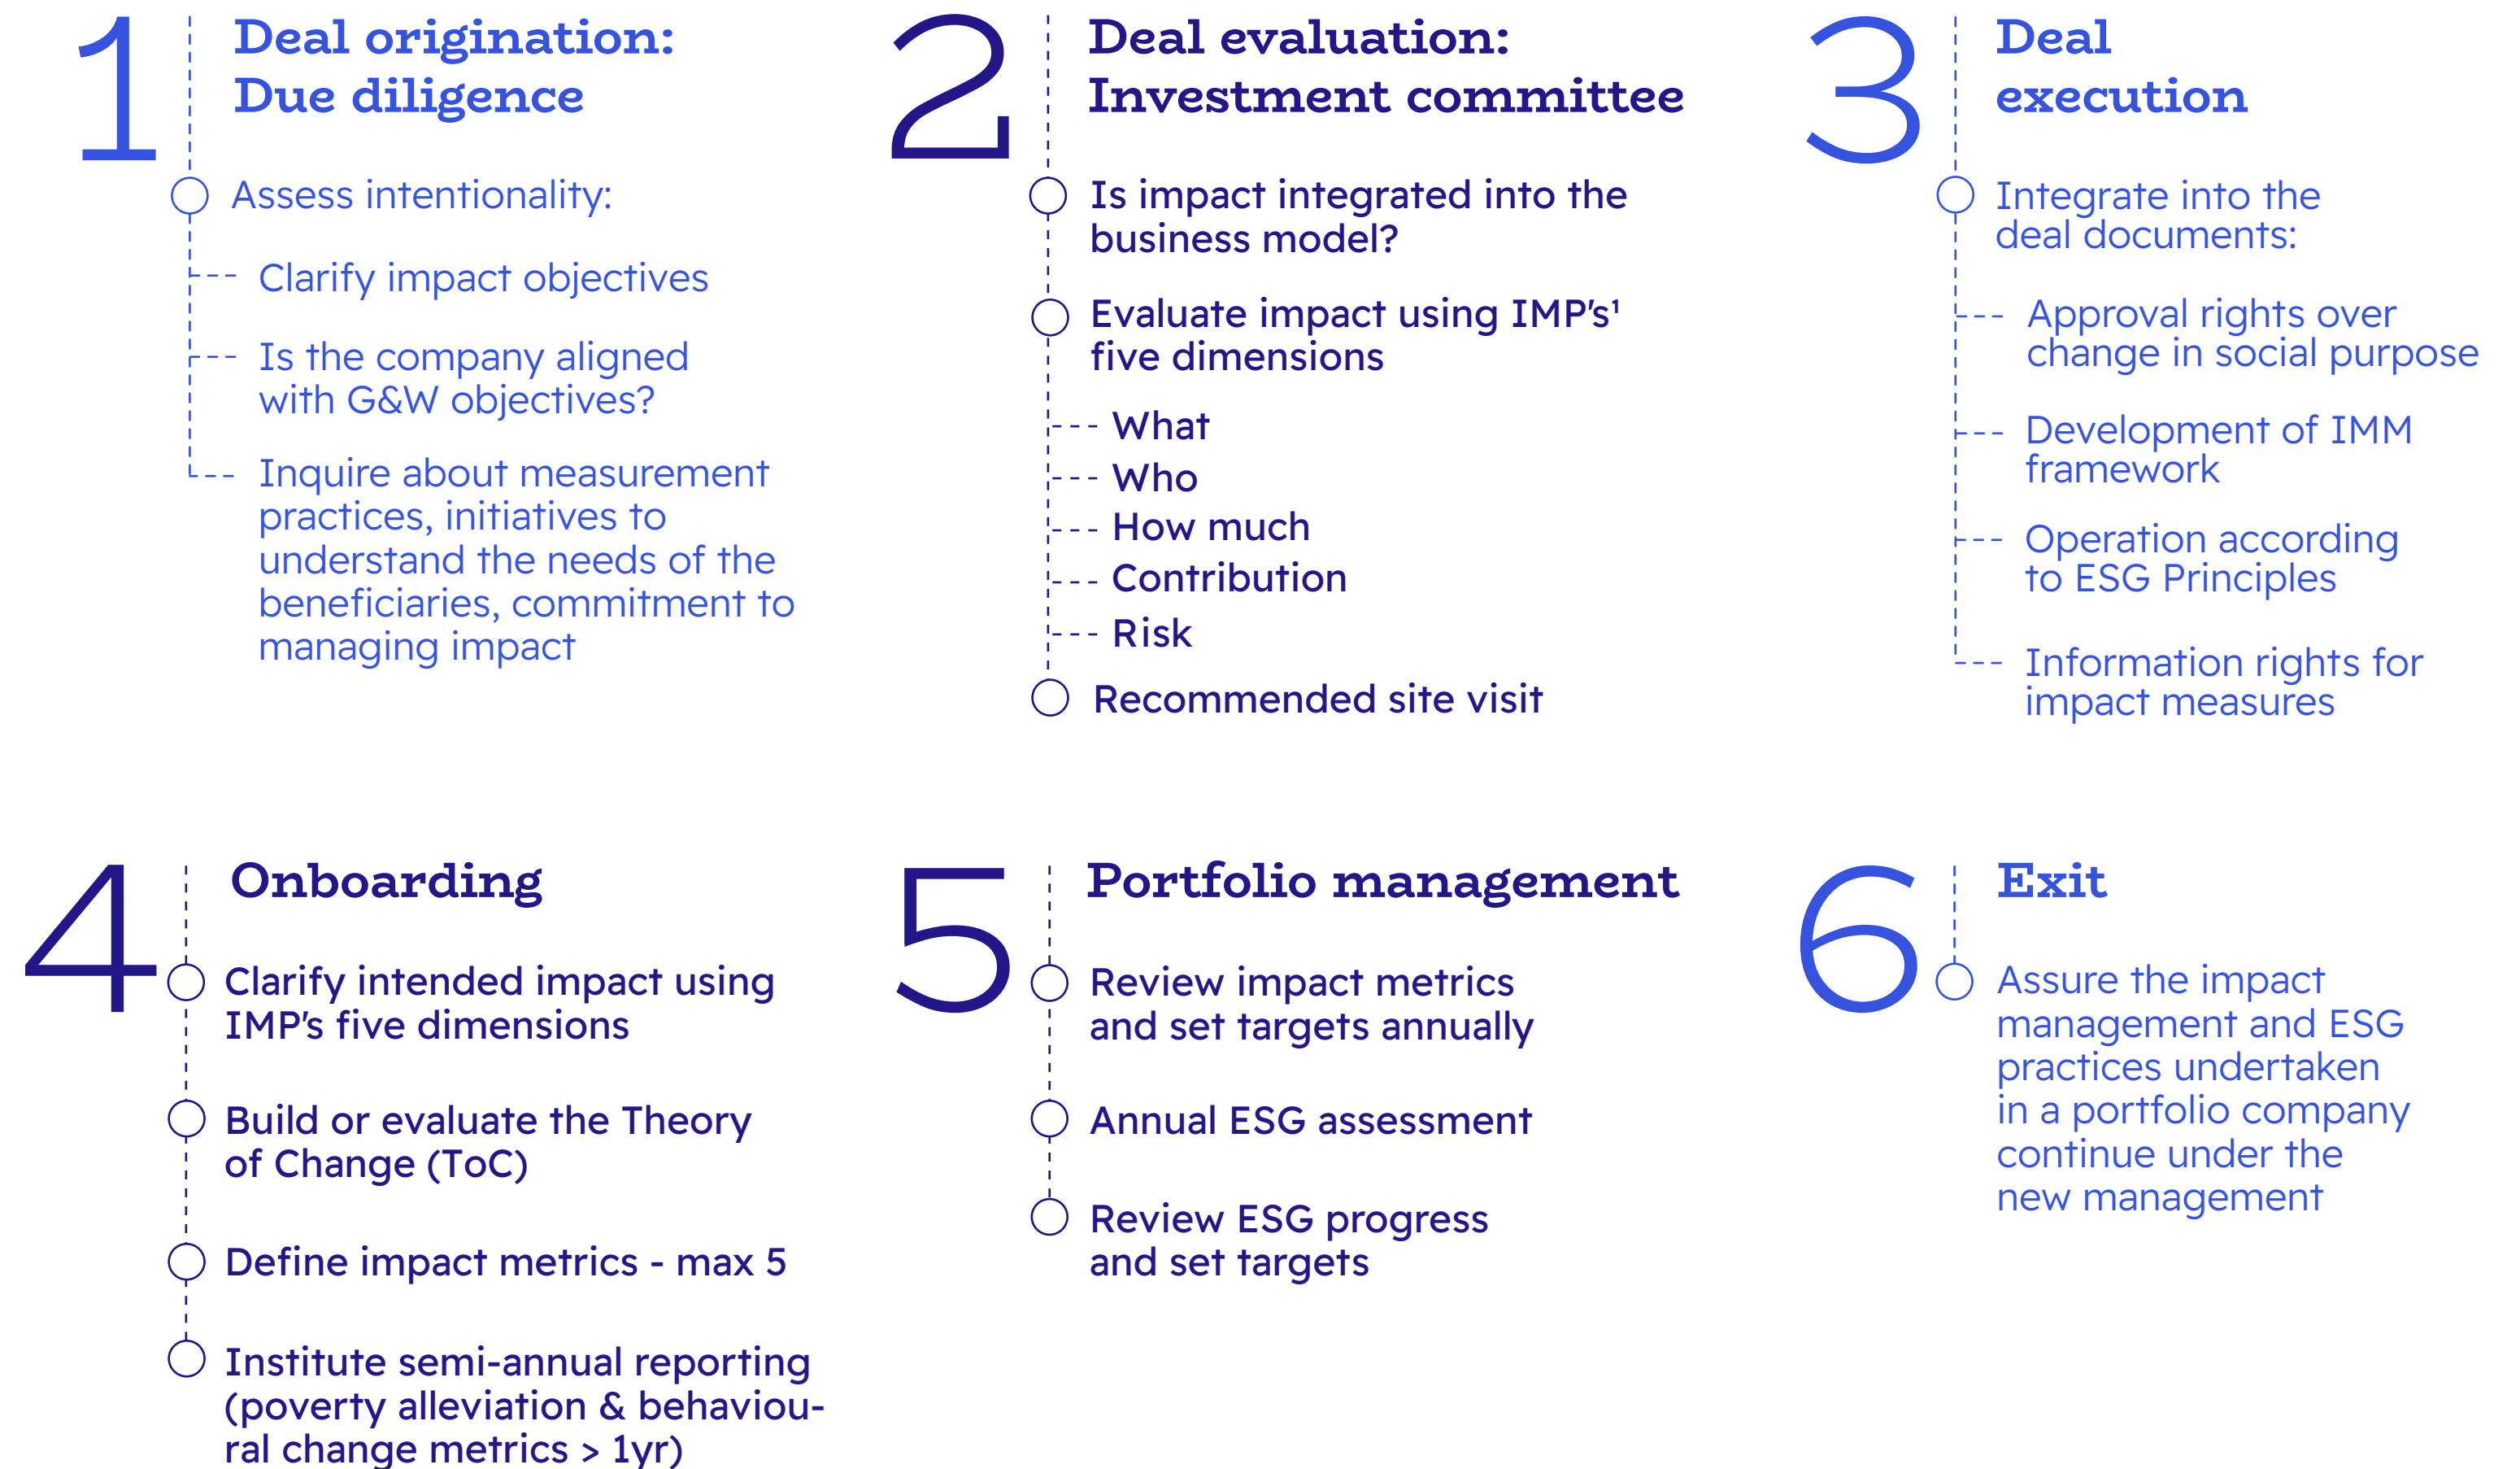 1
Deal origination:
Due diligence
Assess intentionality:
Clarify impact objectives
Is the company aligned
with G&W objectives?
Inquire about measurement
practices, initiatives to
understand the needs of the
beneficiaries, commitment to
managing impact
2
Deal evaluation:
Investment committee
Is impact integrated into the
business model?
Evaluate impact using IMP's¹
five dimensions
What
Who
How much
Contribution
Risk
Recommended site visit
3
Deal
execution
Integrate into the
deal documents:
Approval rights over
change in social purpose
Development of IMM
framework
Operation according
to ESG Principles
Information rights for
impact measures
4
Onboarding
Clarify intended impact using
IMP's five dimensions
Build or evaluate the Theory
of Change (ToC)
Define impact metrics - max 5
Institute semi-annual reporting
(poverty alleviation & behaviou-
ral change metrics > 1yr)
5
Portfolio management
Review impact metrics
and set targets annually
Annual ESG assessment
Review ESG progress
and set targets
6
Exit
Assure the impact
management and ESG
practices undertaken
in a portfolio company
continue under the
new management